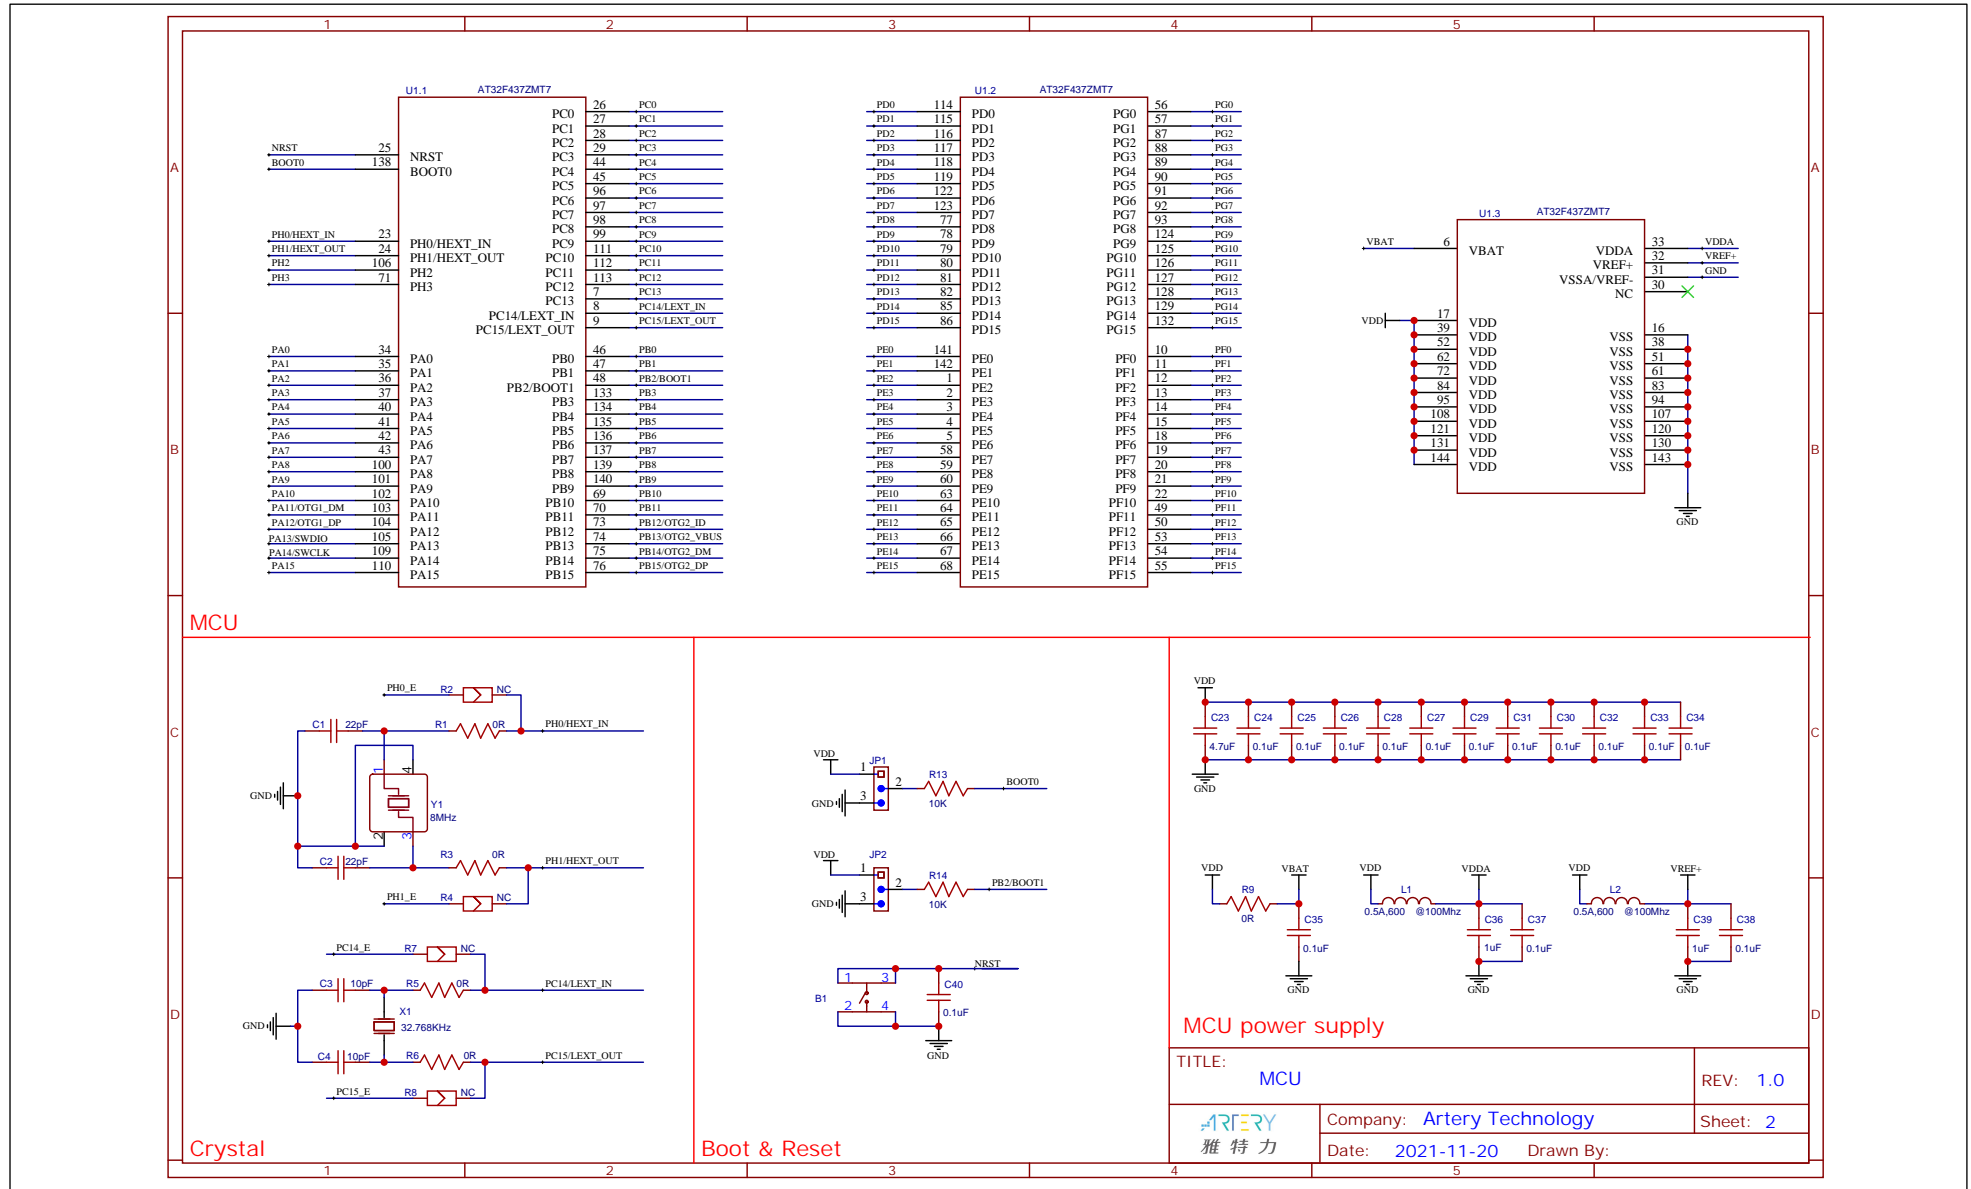 1 2 3 4 5
A
B
C
D
A
B
C
D
U1.1 AT32F437ZMT7
NRST 25 NRST
BOOT0 138 BOOT0
PH0/HEXT_IN 23 PH0/HEXT_IN
PH1/HEXT_OUT 24 PH1/HEXT_OUT
PH2 106 PH2
PH3 71 PH3
PA0 34 PA0
PA1 35 PA1
PA2 36 PA2
PA3 37 PA3
PA4 40 PA4
PA5 41 PA5
PA6 42 PA6
PA7 43 PA7
PA8 100 PA8
PA9 101 PA9
PA10 102 PA10
PA11/OTG1_DM 103 PA11
PA12/OTG1_DP 104 PA12
PA13/SWDIO 105 PA13
PA14/SWCLK 109 PA14
PA15 110 PA15
PC0 26 PC0
PC1 27 PC1
PC2 28 PC2
PC3 29 PC3
PC4 44 PC4
PC5 45 PC5
PC6 96 PC6
PC7 97 PC7
PC8 98 PC8
PC9 99 PC9
PC10 111 PC10
PC11 112 PC11
PC12 113 PC12
PC13 7 PC13
PC14/LEXT_IN 8 PC14/LEXT_IN
PC15/LEXT_OUT 9 PC15/LEXT_OUT
PB0 46 PB0
PB1 47 PB1
PB2/BOOT1 48 PB2/BOOT1
PB3 133 PB3
PB4 134 PB4
PB5 135 PB5
PB6 136 PB6
PB7 137 PB7
PB8 139 PB8
PB9 140 PB9
PB10 69 PB10
PB11 70 PB11
PB12 73 PB12/OTG2_ID
PB13 74 PB13/OTG2_VBUS
PB14 75 PB14/OTG2_DM
PB15 76 PB15/OTG2_DP
U1.2 AT32F437ZMT7
PD0 114 PD0
PD1 115 PD1
PD2 116 PD2
PD3 117 PD3
PD4 118 PD4
PD5 119 PD5
PD6 122 PD6
PD7 123 PD7
PD8 77 PD8
PD9 78 PD9
PD10 79 PD10
PD11 80 PD11
PD12 81 PD12
PD13 82 PD13
PD14 85 PD14
PD15 86 PD15
PE0 141 PE0
PE1 142 PE1
PE2 1 PE2
PE3 2 PE3
PE4 3 PE4
PE5 4 PE5
PE6 5 PE6
PE7 58 PE7
PE8 59 PE8
PE9 60 PE9
PE10 63 PE10
PE11 64 PE11
PE12 65 PE12
PE13 66 PE13
PE14 67 PE14
PE15 68 PE15
PG0 56 PG0
PG1 57 PG1
PG2 87 PG2
PG3 88 PG3
PG4 89 PG4
PG5 90 PG5
PG6 91 PG6
PG7 92 PG7
PG8 93 PG8
PG9 124 PG9
PG10 125 PG10
PG11 126 PG11
PG12 127 PG12
PG13 128 PG13
PG14 129 PG14
PG15 132 PG15
PF0 10 PF0
PF1 11 PF1
PF2 12 PF2
PF3 13 PF3
PF4 14 PF4
PF5 15 PF5
PF6 18 PF6
PF7 19 PF7
PF8 20 PF8
PF9 21 PF9
PF10 22 PF10
PF11 49 PF11
PF12 50 PF12
PF13 53 PF13
PF14 54 PF14
PF15 55 PF15
U1.3 AT32F437ZMT7
VBAT 6 VBAT
VDDA 33 VDDA
VREF+ 32 VREF+
VSSA/VREF- 31 GND
NC 30
VDD 17 VDD
39 VDD
52 VDD
62 VDD
72 VDD
84 VDD
95 VDD
108 VDD
121 VDD
131 VDD
144 VDD
VSS 16
VSS 38
VSS 51
VSS 61
VSS 83
VSS 94
VSS 107
VSS 120
VSS 130
VSS 143
GND
MCU
PH0_E R2 NC
C1 22pF R1 0R PH0/HEXT_IN
1 4
GND
Y1
8MHz
2 3
C2 22pF R3 0R PH1/HEXT_OUT
PH1_E R4 NC
PC14_E R7 NC
C3 10pF R5 0R PC14/LEXT_IN
GND
X1
32.768KHz
C4 10pF R6 0R PC15/LEXT_OUT
PC15_E R8 NC
Crystal
VDD JP1
1
2 R13 BOOT0
GND 3 10K
VDD JP2
1
2 R14 PB2/BOOT1
GND 3 10K
NRST
1 3
B1
2 4
C40
0.1uF
GND
Boot & Reset
VDD
C23 C24 C25 C26 C28 C27 C29 C31 C30 C32 C33 C34
4.7uF 0.1uF 0.1uF 0.1uF 0.1uF 0.1uF 0.1uF 0.1uF 0.1uF 0.1uF 0.1uF 0.1uF
GND
VDD VBAT
R9
0R
C35
0.1uF
GND
VDD VDDA
L1
0.5A,600 @100Mhz
C36 C37
1uF 0.1uF
GND
VDD VREF+
L2
0.5A,600 @100Mhz
C39 C38
1uF 0.1uF
GND
MCU power supply
TITLE:
MCU
REV: 1.0
ARTERY
雅特力
Company: Artery Technology
Sheet: 2
Date: 2021-11-20 Drawn By:
1 2 3 4 5